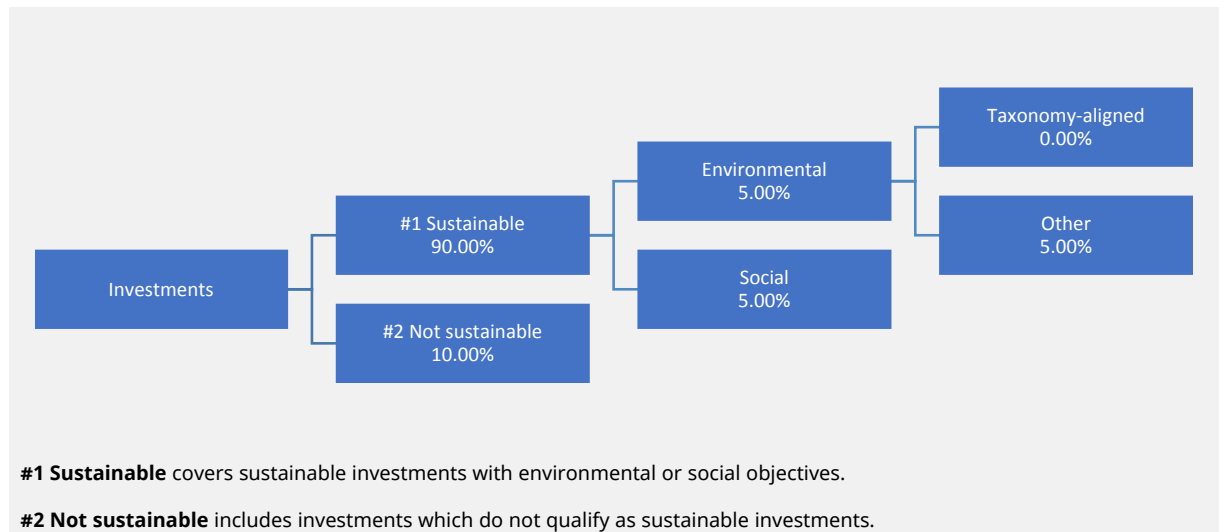 Investments
#1 Sustainable
90.00%
#2 Not sustainable
10.00%
Environmental
5.00%
Social
5.00%
Taxonomy-aligned
0.00%
Other
5.00%
#1 Sustainable covers sustainable investments with environmental or social objectives.
#2 Not sustainable includes investments which do not qualify as sustainable investments.